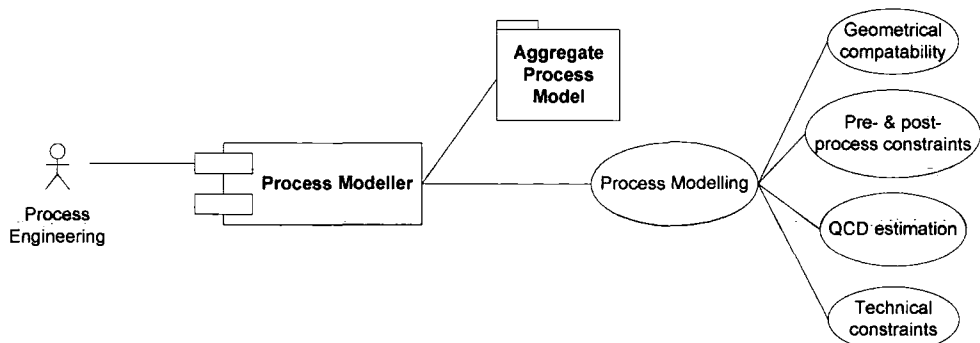 Aggregate
Process
Model
Process Modeller
Process
Engineering
Process Modelling
Geometrical
compatability
Pre- & post-
process constraints
QCD estimation
Technical
constraints